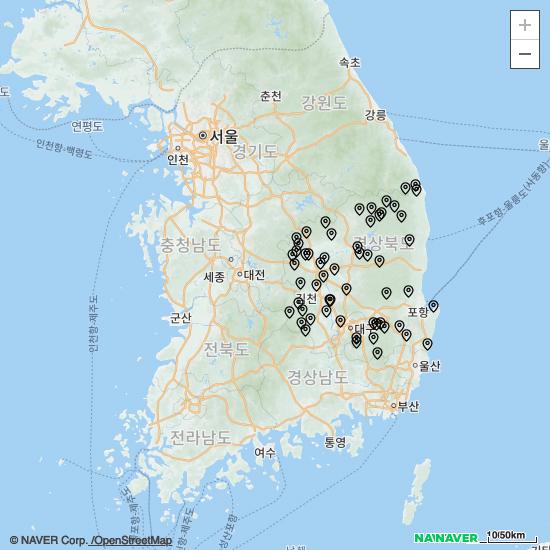 +
−
속초
춘천
강원도
강릉
도
연평도
서울
인천
경기도
울
인천항-백령도
후포항-울릉도(사동항)
충청남도
경상북도
세종
대전
김천
포항
군산
대구
인천항-제주도
전북도
경상남도
울산
부산
전라남도
통영
여수
© NAVER Corp. /OpenStreetMap
NAVER
10/50km